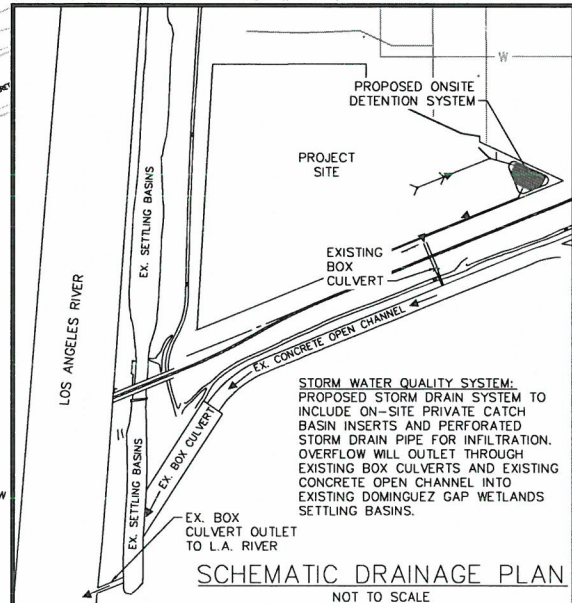 PROPOSED ONSITE
DETENTION SYSTEM
W
PROJECT
SITE
EX. SETTLING BASINS
LOS ANGELES RIVER
EXISTING
BOX
CULVERT
EX. CONCRETE OPEN CHANNEL
STORM WATER QUALITY SYSTEM:
PROPOSED STORM DRAIN SYSTEM TO
INCLUDE ON-SITE PRIVATE CATCH
BASIN INSERTS AND PERFORATED
STORM DRAIN PIPE FOR INFILTRATION.
OVERFLOW WILL OUTLET THROUGH
EXISTING BOX CULVERTS AND EXISTING
CONCRETE OPEN CHANNEL INTO
EXISTING DOMINGUEZ GAP WETLANDS
SETTLING BASINS.
EX. BOX CULVERT
EX. SETTLING BASINS
W
EX. BOX
CULVERT OUTLET
TO L.A. RIVER
SCHEMATIC DRAINAGE PLAN
NOT TO SCALE